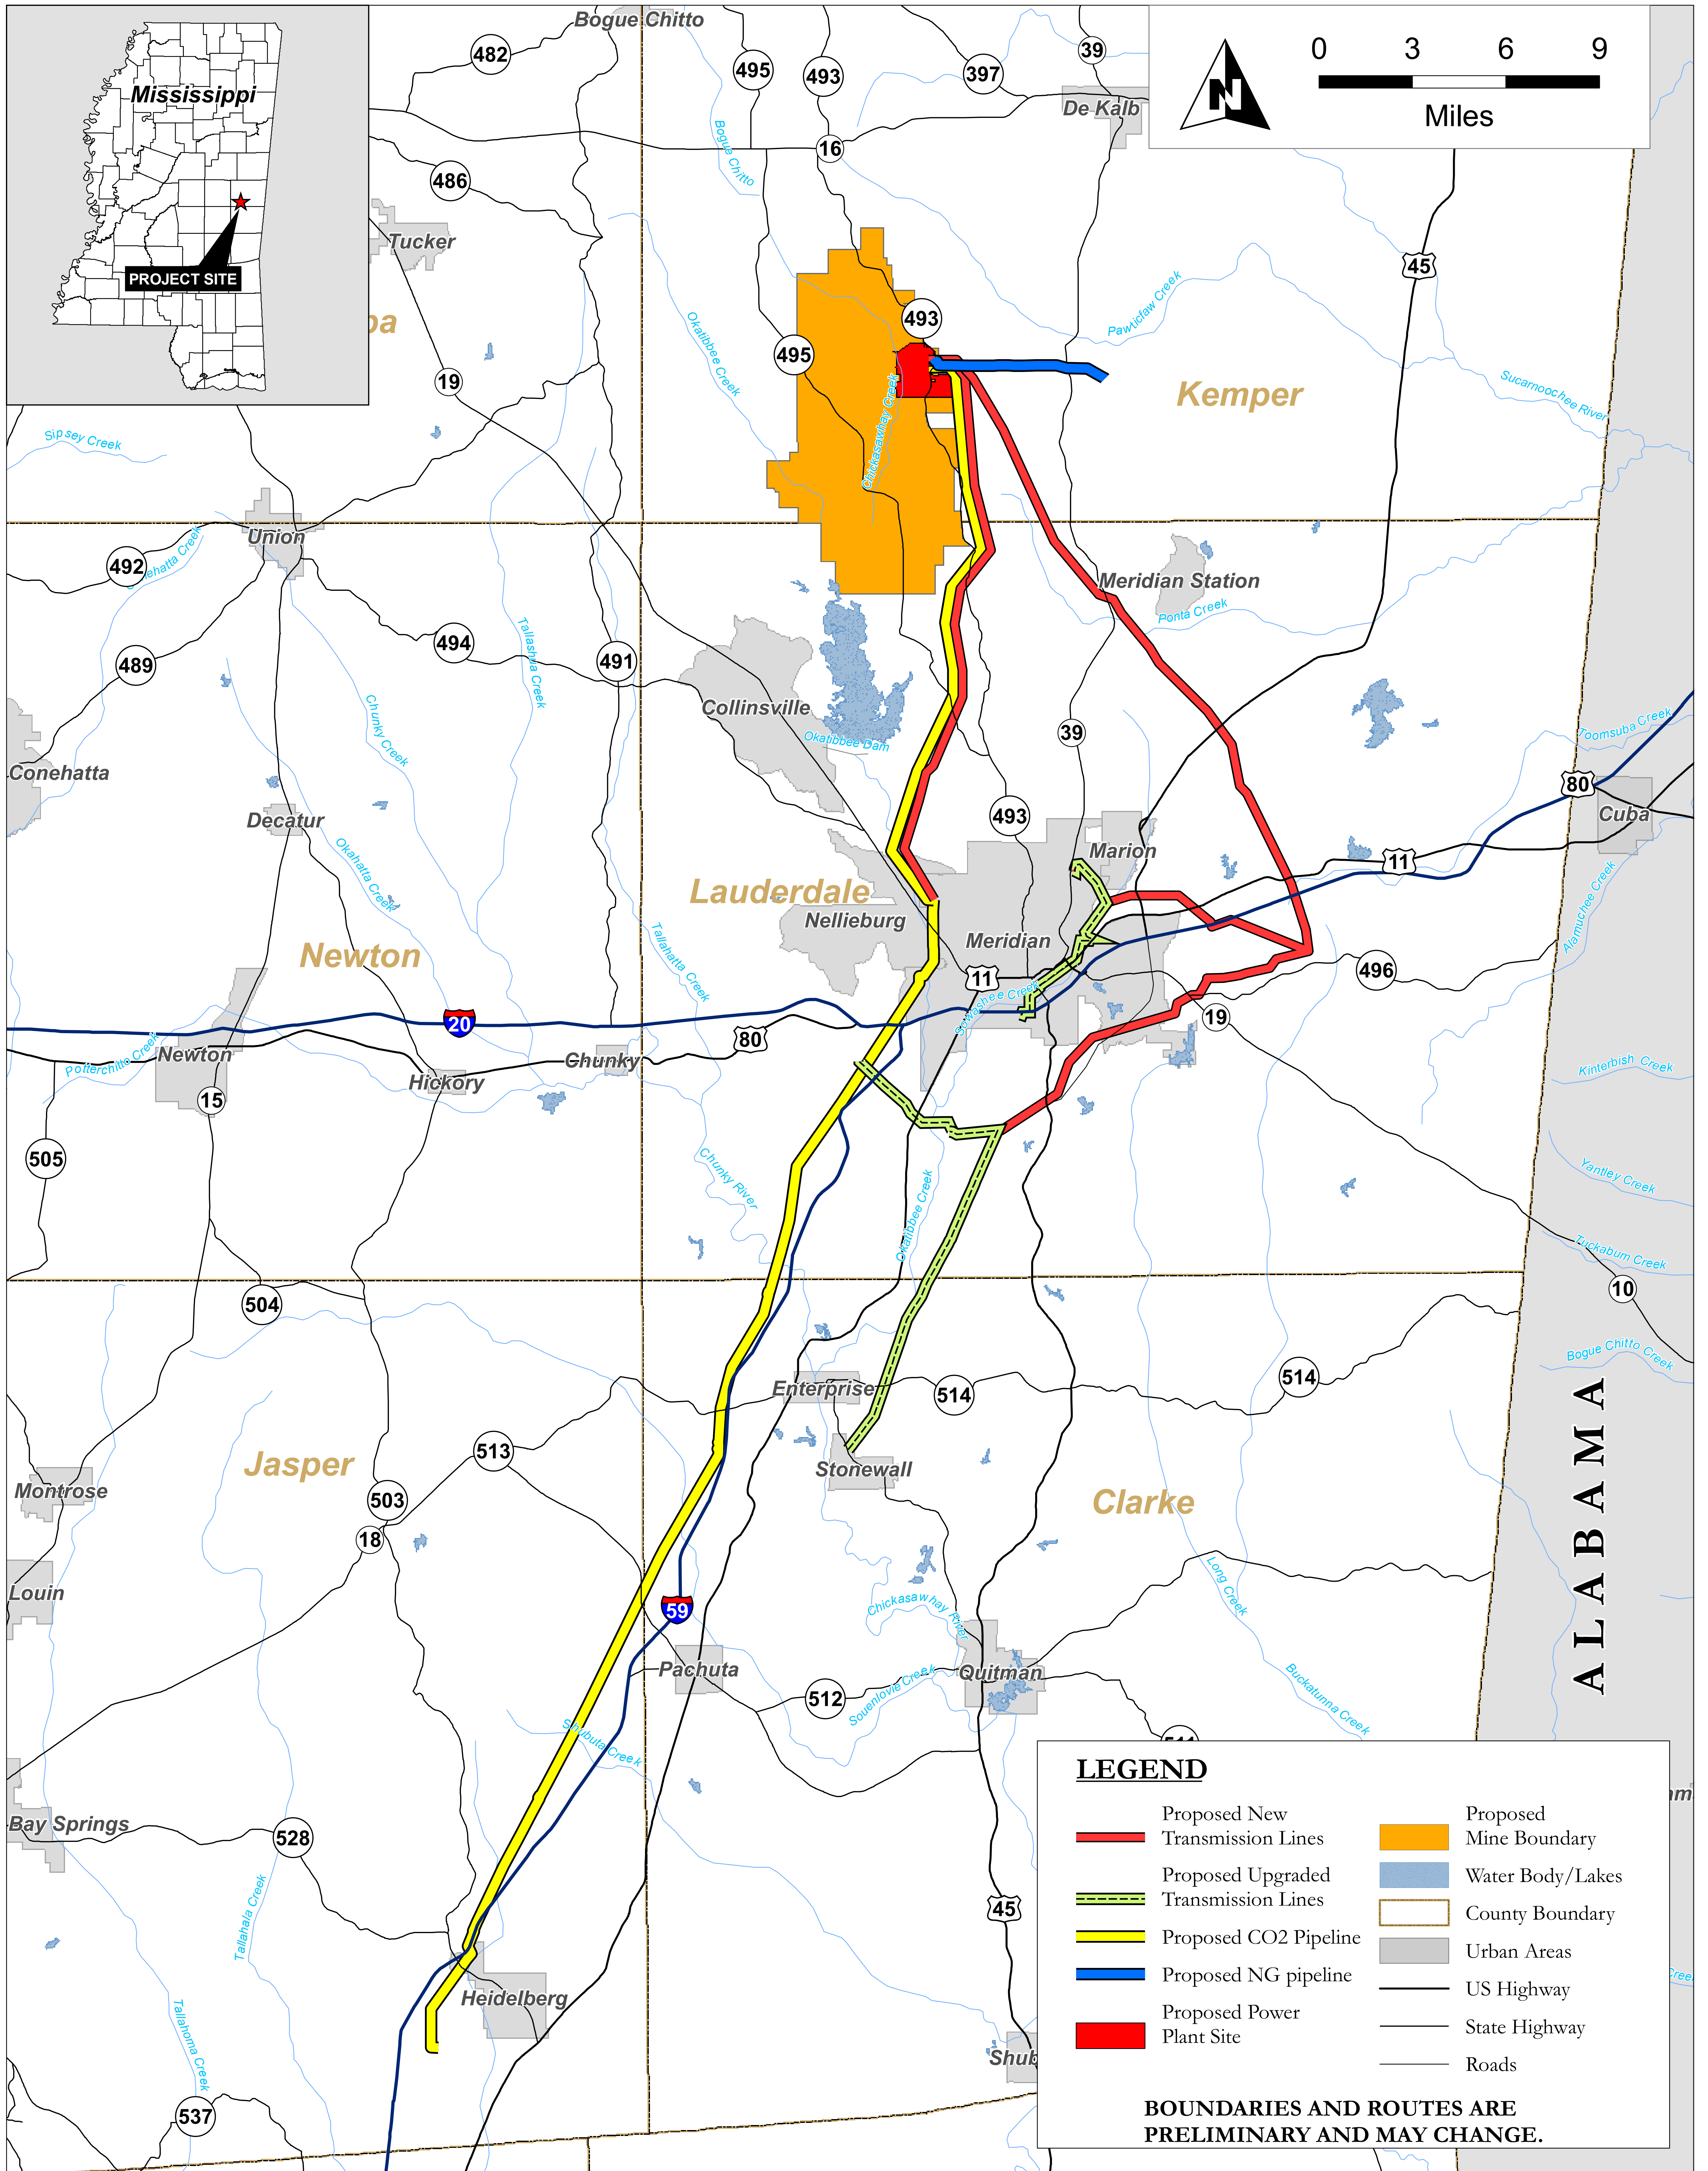 Bogue Chitto
482
495
493
397
39
0 3 6 9
Miles
N
De Kalb
Mississippi
PROJECT SITE
16
Bogue Chitto
486
Tucker
45
Pawticfaw Creek
493
495
Okatibbee Creek
19
Kemper
Sucarnoochee River
Chickasawhay Creek
Sipsey Creek
Union
492
Meridian Station
Ponta Creek
494
489
491
Tallashua Creek
Chunky Creek
Collinsville
Okatibbee Dam
39
Toomsuba Creek
Conehatta
80
Cuba
493
Decatur
Okahatta Creek
Marion
11
Lauderdale
Nellieburg
Alamuchee Creek
Meridian
Newton
Tallahatta Creek
11
496
Sowashee Creek
19
20
80
Potterchitto Creek
Newton
Chunky
Hickory
Kinterbish Creek
15
505
Chunky River
Yantley Creek
Okatibbee Creek
Tuckabum Creek
10
504
Bogue Chitto Creek
Enterprise
514
514
ALABAMA
513
Jasper
Stonewall
Montrose
503
Clarke
18
Long Creek
Louin
59
Chickasawhay River
Pachuta
Quitman
512
Souenlovie Creek
Buckatunna Creek
Shubuta Creek
Bay Springs
528
45
Tallahala Creek
Heidelberg
Tallahoma Creek
Shub
537
LEGEND
Proposed New
Transmission Lines
Proposed Upgraded
Transmission Lines
Proposed CO2 Pipeline
Proposed NG pipeline
Proposed Power
Plant Site
Proposed
Mine Boundary
Water Body/Lakes
County Boundary
Urban Areas
US Highway
State Highway
Roads
BOUNDARIES AND ROUTES ARE
PRELIMINARY AND MAY CHANGE.